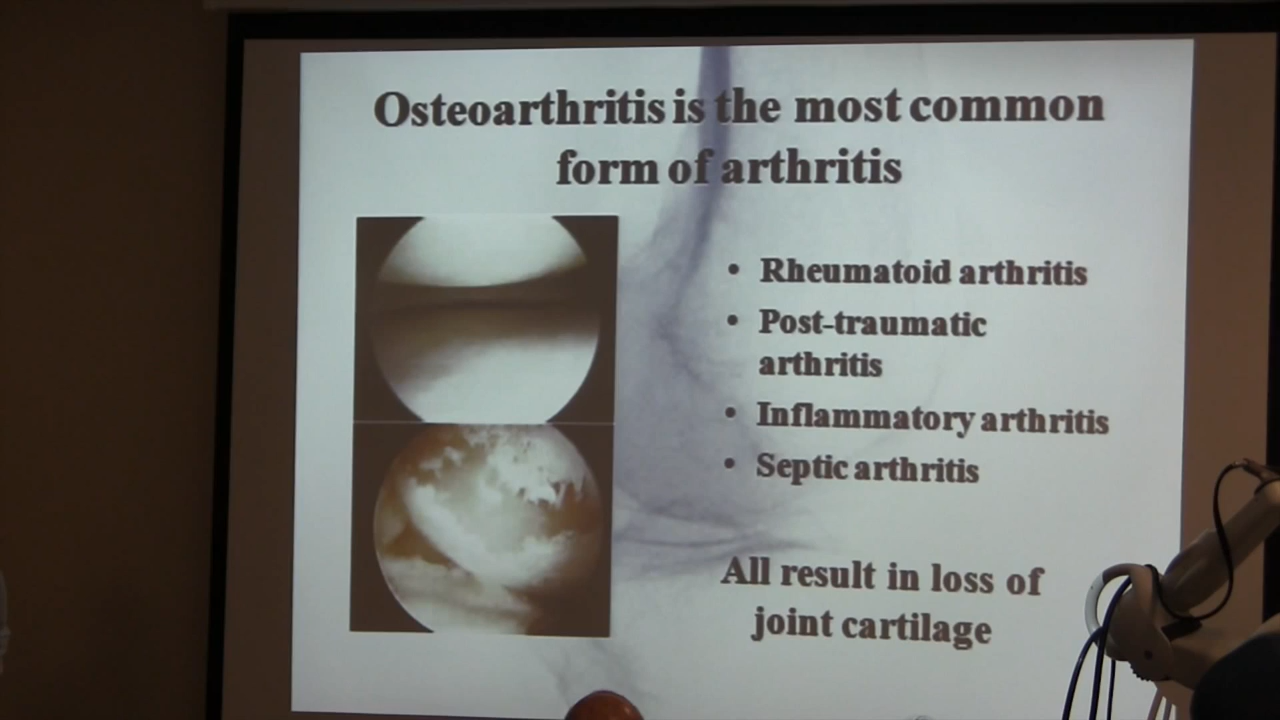 Osteoarthritis is the most common
form of arthritis
• Rheumatoid arthritis
• Post-traumatic
arthritis
• Inflammatory arthritis
• Septic arthritis
All result in loss of
joint cartilage